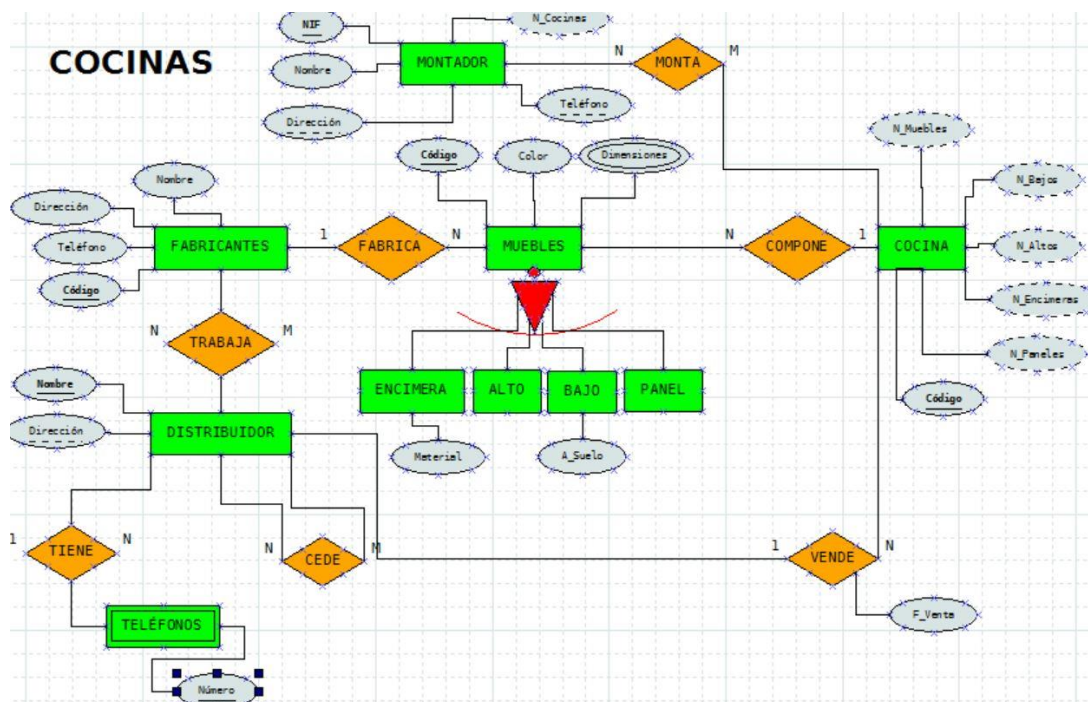 COCINAS
NIF
N_Cocinas
Nombre
MONTADOR
N
MONTA
M
Dirección
Teléfono
N_Muebles
Código
Color
Dimensiones
Nombre
N_Bajos
Dirección
Teléfono
FABRICANTES
1
FABRICA
N
MUEBLES
N
COMPONE
1
COCINA
N_Altos
Código
N_Encimeras
N
TRABAJA
M
N_Paneles
Nombre
ENCIMERA
ALTO
BAJO
PANEL
Código
Dirección
DISTRIBUIDOR
Material
A_Suelo
1
TIENE
N
N
CEDE
M
1
VENDE
N
F_Venta
TELÉFONOS
Número